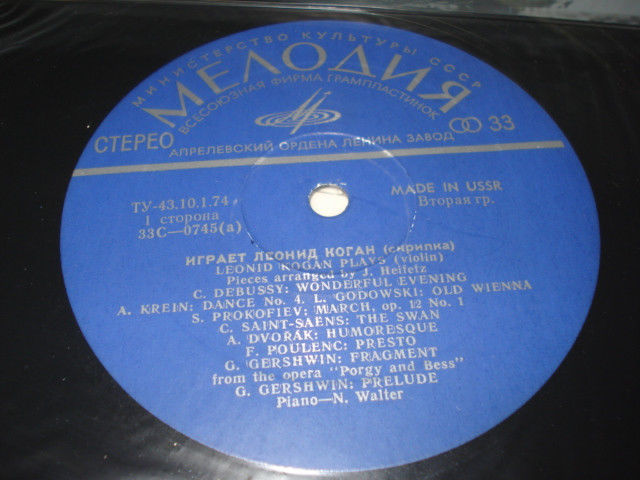 МИНИСТЕРСТВО КУЛЬТУРЫ СССР
МЕЛОДИЯ
ВСЕСОЮЗНАЯ ФИРМА ГРАМПЛАСТИНОК
СТЕРЕО
33
АПРЕЛЕВСКИЙ ОРДЕНА ЛЕНИНА ЗАВОД
ТУ-43.10.1.74
I сторона
33С—0745(а)
MADE IN USSR
Вторая гр.
ИГРАЕТ ЛЕОНИД КОГАН (скрипка)
LEONID KOGAN PLAYS (violin)
Pieces arranged by J. Heifetz
C. DEBUSSY: WONDERFUL EVENING
A. KREIN: DANCE No. 4. L. GODOWSKI: OLD WIENNA
S. PROKOFIEV: MARCH, op. 12 No. 1
C. SAINT-SAËNS: THE SWAN
A. DVOŘÁK: HUMORESQUE
F. POULENC: PRESTO
G. GERSHWIN: FRAGMENT
from the opera "Porgy and Bess"
G. GERSHWIN: PRELUDE
Piano—N. Walter